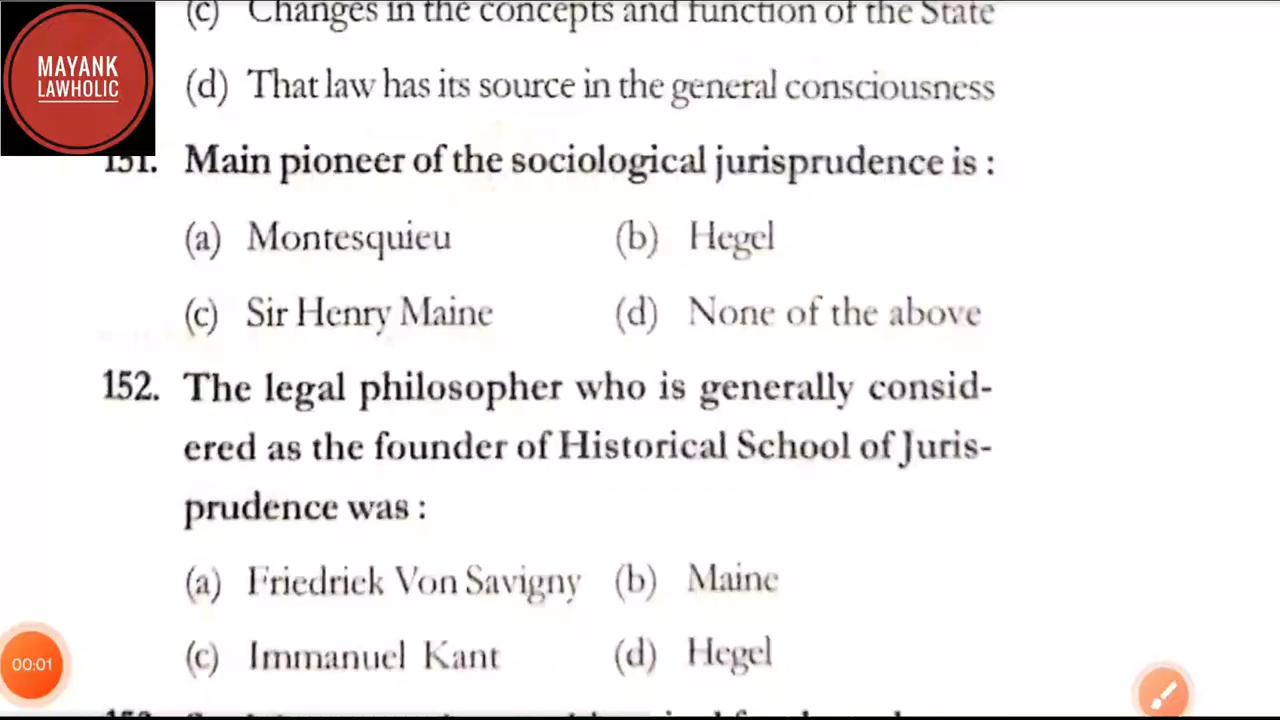 MAYANK
LAWHOLIC
(c) Changes in the concepts and function of the State
(d) That law has its source in the general consciousness
151. Main pioneer of the sociological jurisprudence is :
(a) Montesquieu (b) Hegel
(c) Sir Henry Maine (d) None of the above
152. The legal philosopher who is generally consid-
ered as the founder of Historical School of Juris-
prudence was :
(a) Friedrick Von Savigny (b) Maine
(c) Immanuel Kant (d) Hegel
00:01